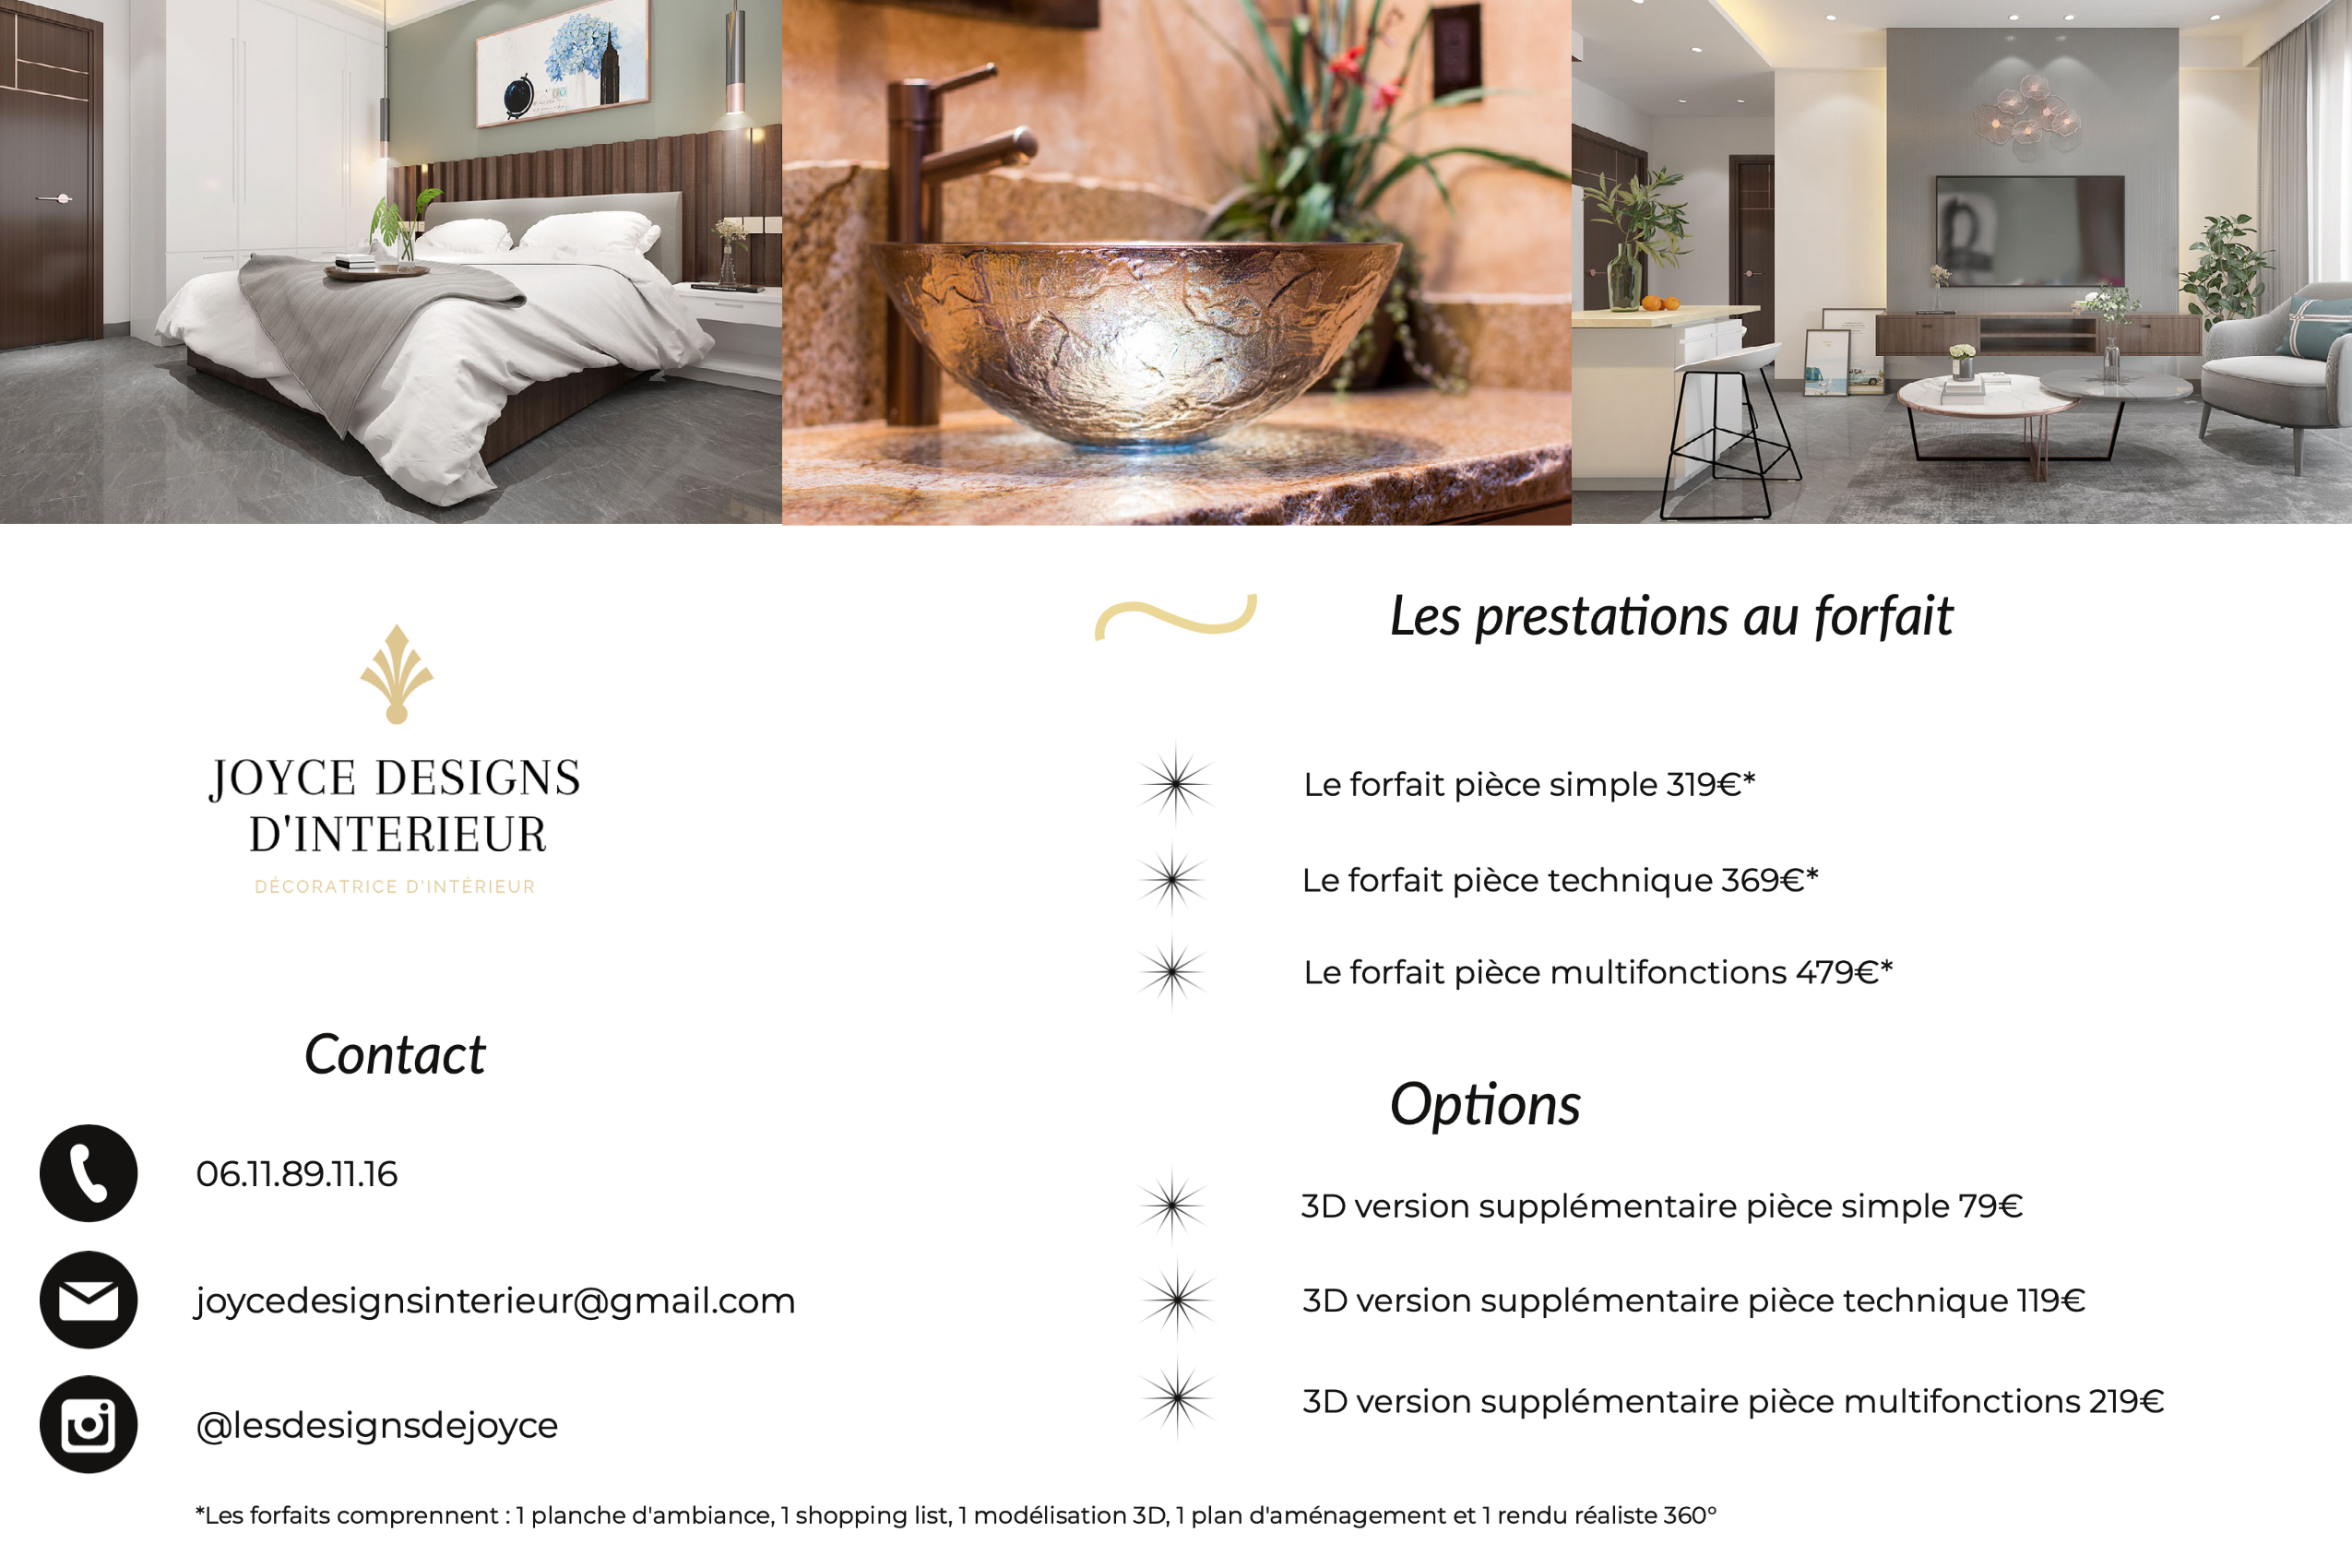 JOYCE DESIGNS
D'INTERIEUR
DÉCORATRICE D'INTÉRIEUR
Contact
06.11.89.11.16
joycedesignsinterieur@gmail.com
@lesdesignsdejoyce
Les prestations au forfait
Le forfait pièce simple 319€*
Le forfait pièce technique 369€*
Le forfait pièce multifonctions 479€*
Options
3D version supplémentaire pièce simple 79€
3D version supplémentaire pièce technique 119€
3D version supplémentaire pièce multifonctions 219€
*Les forfaits comprennent : 1 planche d'ambiance, 1 shopping list, 1 modélisation 3D, 1 plan d'aménagement et 1 rendu réaliste 360°